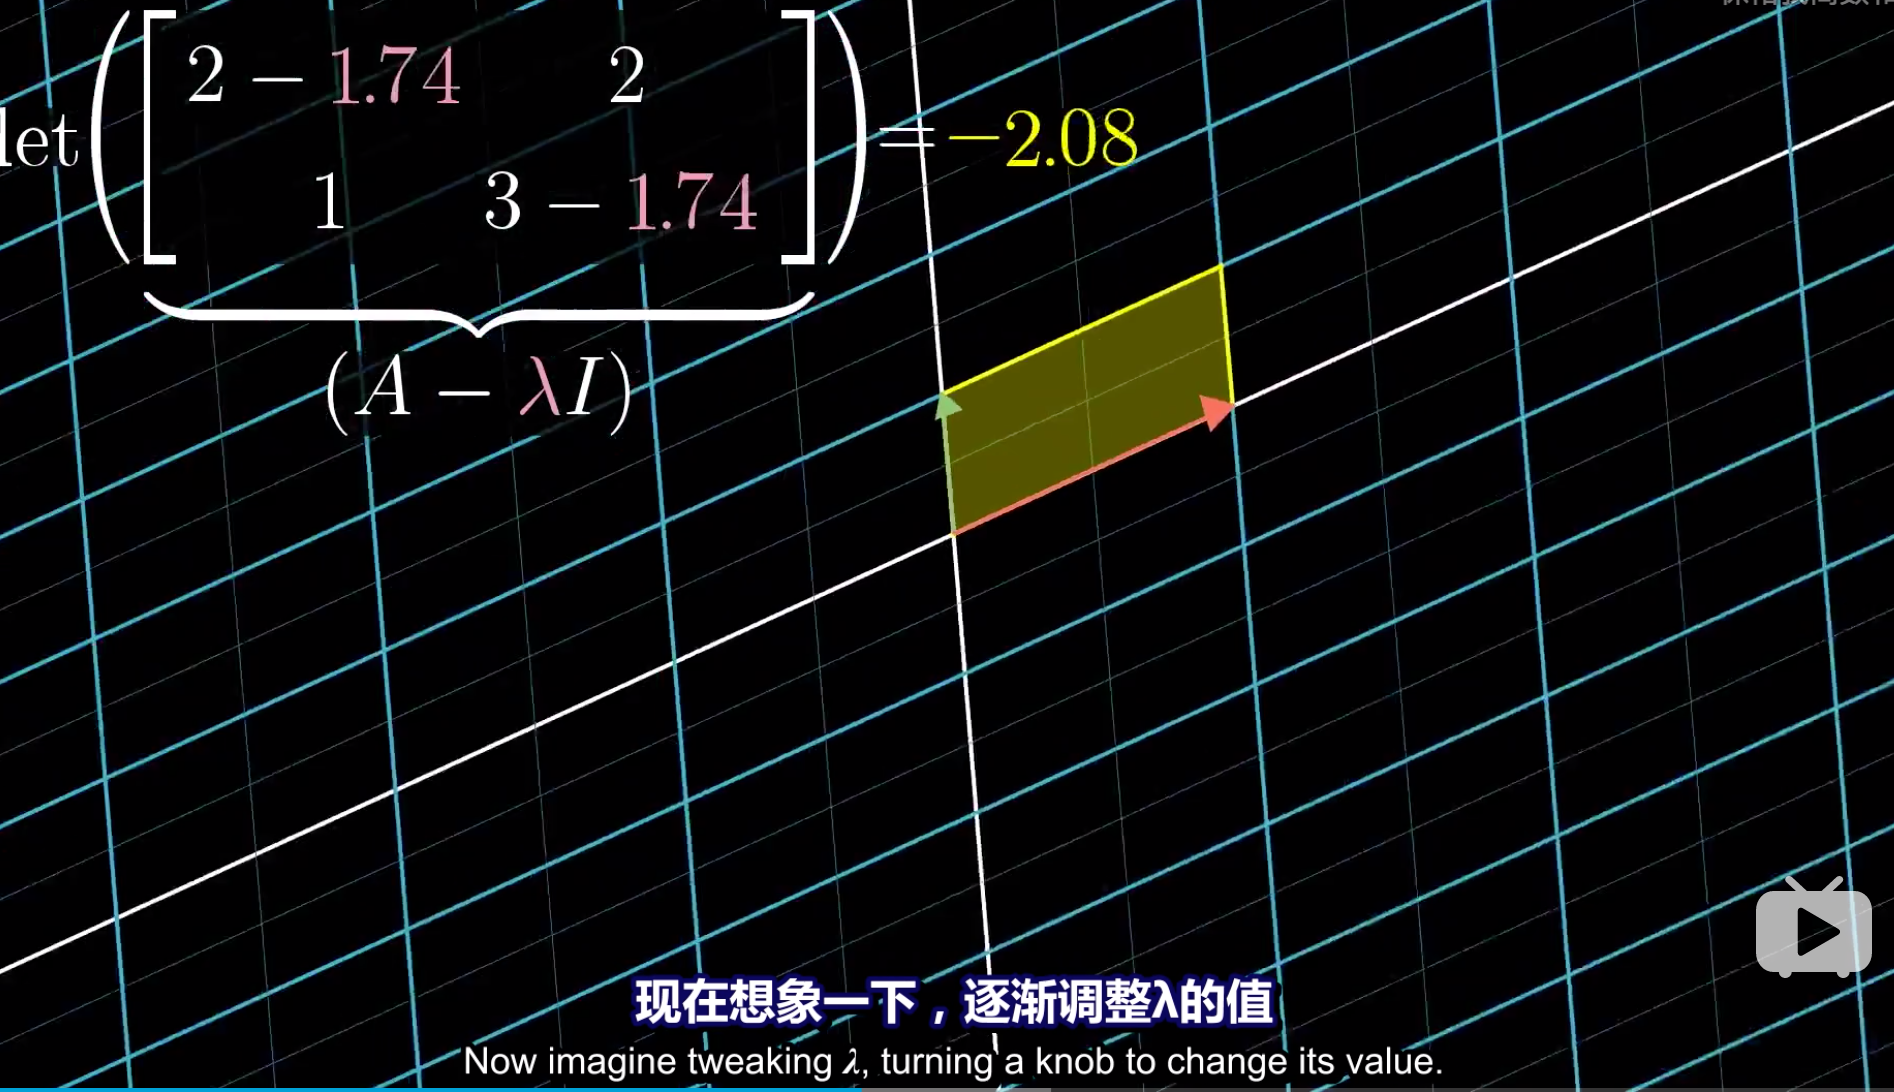 det([2 − 1.74 2
1 3 − 1.74]) = −2.08
(A − λI)
现在想象一下，逐渐调整λ的值
Now imagine tweaking λ, turning a knob to change its value.